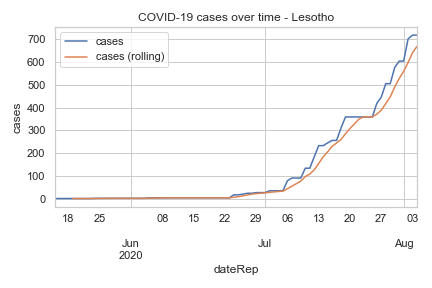 COVID-19 cases over time - Lesotho
cases
cases (rolling)
700
600
500
400
300
200
100
0
cases
18 25 08 15 22 29 06 13 20 27 03
Jun Jul Aug
2020
dateRep